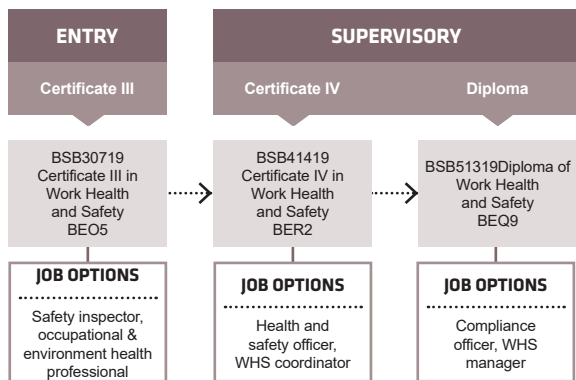 ENTRY
SUPERVISORY
Certificate III
Certificate IV
Diploma
BSB30719
Certificate III in
Work Health
and Safety
BEO5
BSB41419
Certificate IV in
Work Health
and Safety
BER2
BSB51319Diploma of
Work Health
and Safety
BEQ9
JOB OPTIONS
Safety inspector,
occupational &
environment health
professional
JOB OPTIONS
Health and
safety officer,
WHS coordinator
JOB OPTIONS
Compliance
officer, WHS
manager